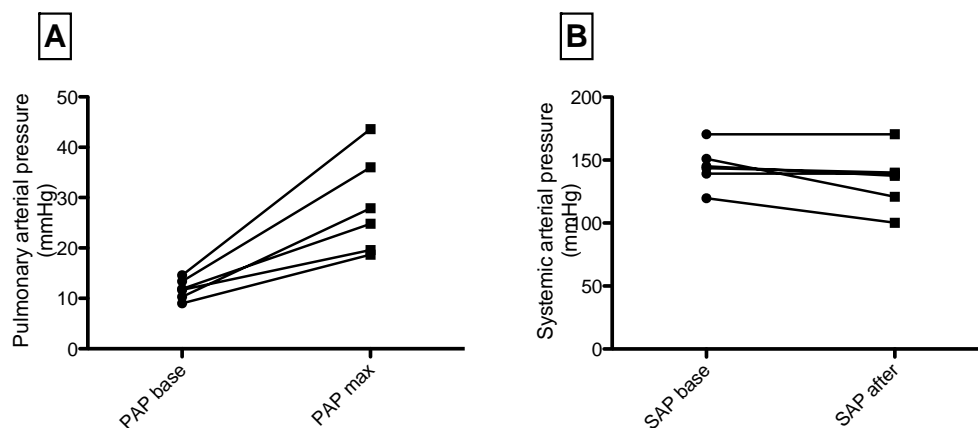 A
Pulmonary arterial pressure
(mmHg)
50
40
30
20
10
0
PAP base
PAP max
B
Systemic arterial pressure
(mmHg)
200
150
100
50
0
SAP base
SAP after